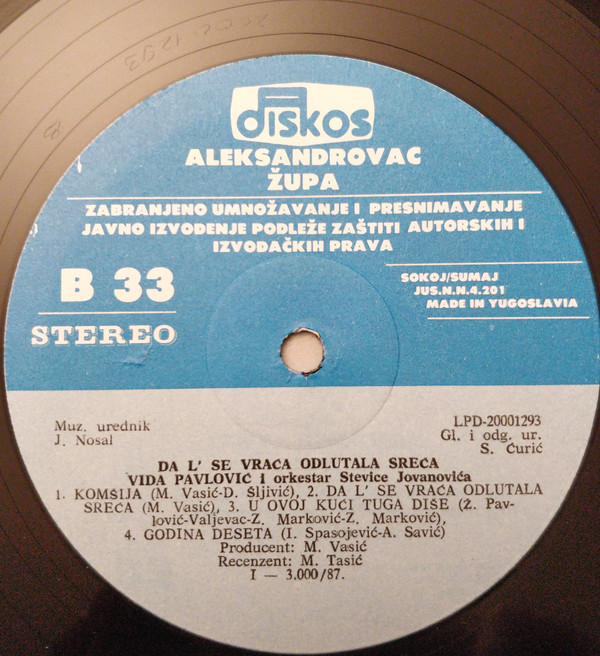 2000 1293
B
diskos
ALEKSANDROVAC
ŽUPA
ZABRANJENO UMNOŽAVANJE I PRESNIMAVANJE
JAVNO IZVOĐENJE PODLEŽE ZAŠTITI AUTORSKIH I
IZVOĐAČKIH PRAVA
B 33
STEREO
SOKOJ/SUMAJ
JUS.N.N.4.201
MADE IN YUGOSLAVIA
Muz. urednik
J. Nosal
LPD-20001293
Gl. i odg. ur.
S. Ćurić
DA L' SE VRAĆA ODLUTALA SREĆA
VIDA PAVLOVIĆ i orkestar Stevice Jovanovića
1. KOMŠIJA (M. Vasić-D. Šljivić), 2. DA L' SE VRAĆA ODLUTALA
SREĆA (M. Vasić), 3. U OVOJ KUĆI TUGA DIŠE (Ž. Pav-
lović-Valjevac-Z. Marković-Z. Marković),
4. GODINA DESETA (I. Spasojević-A. Savić)
Producent: M. Vasić
Recenzent: M. Tasić
I — 3.000/87.